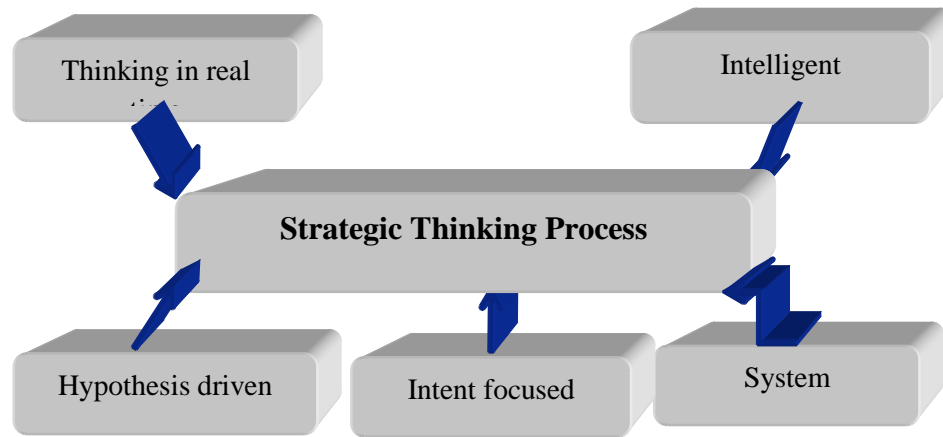 Thinking in real
Intelligent
Strategic Thinking Process
Hypothesis driven
Intent focused
System